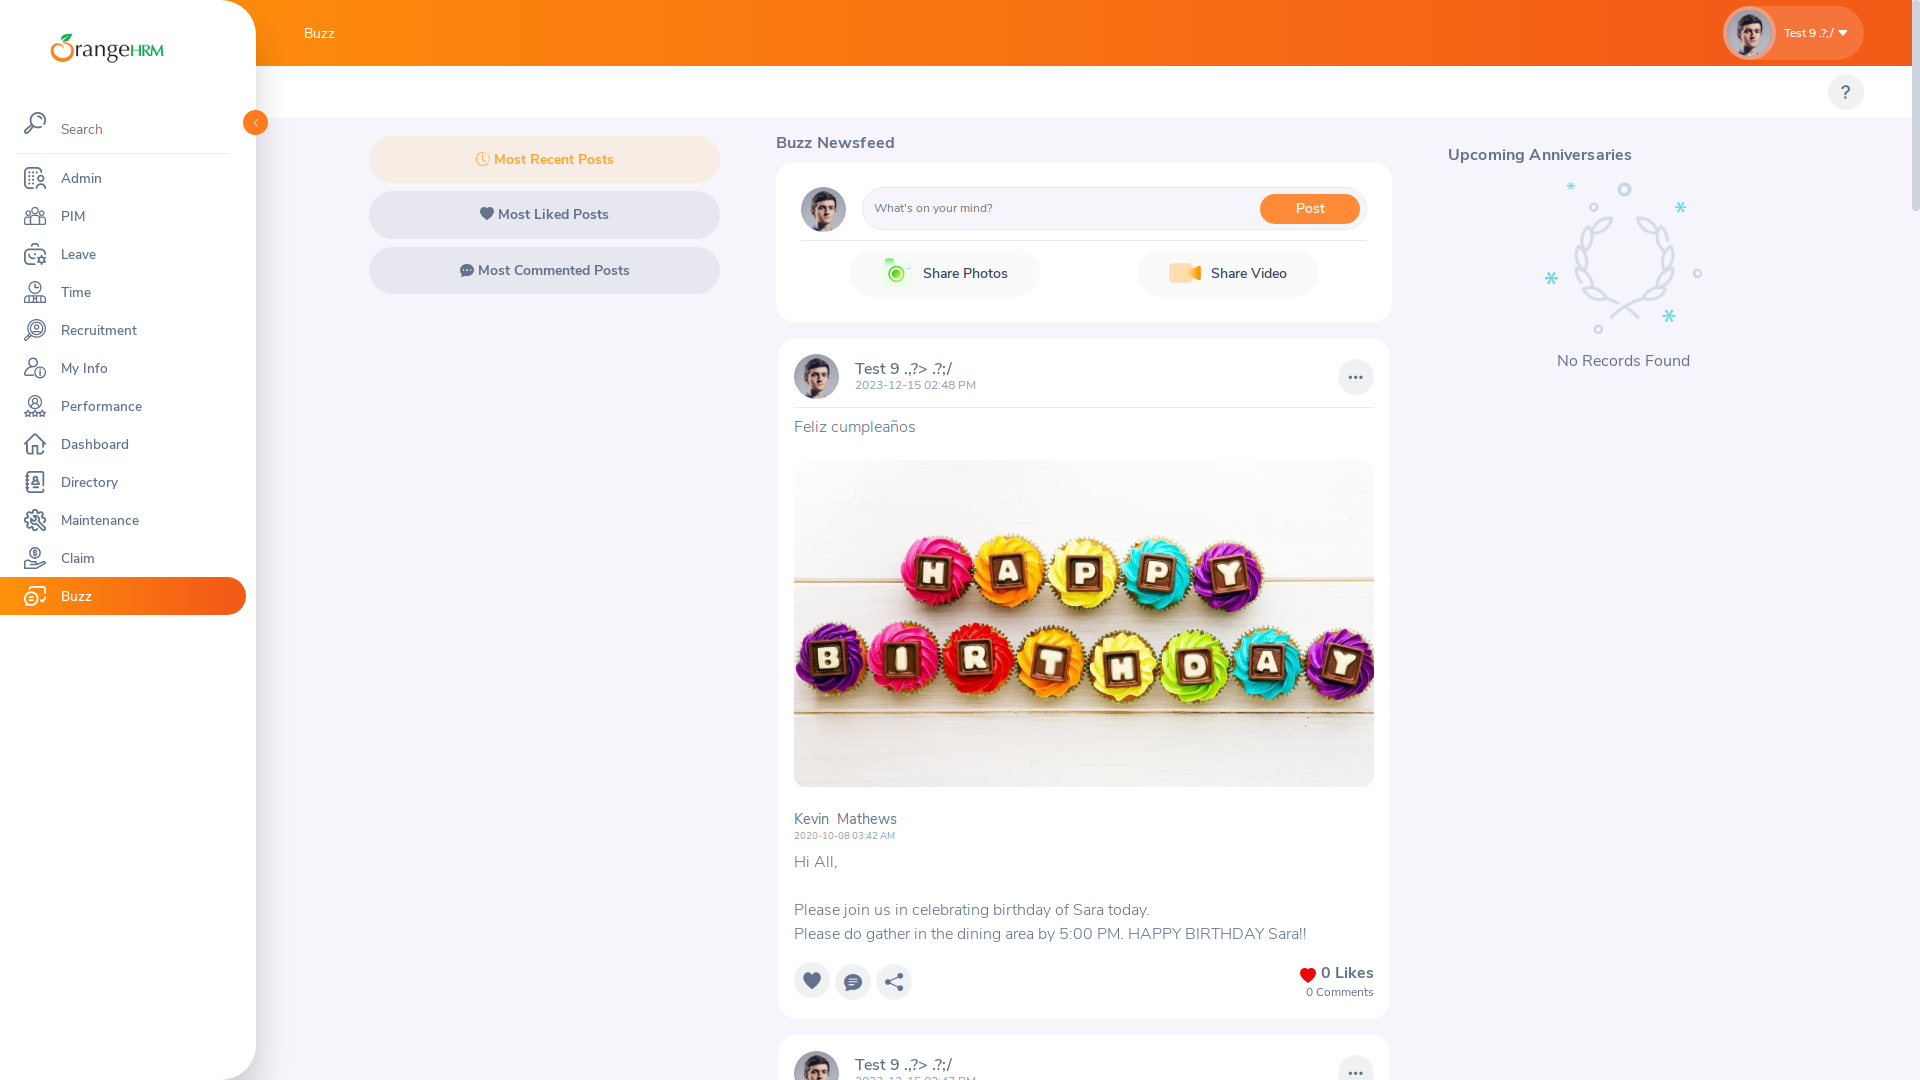 OrangeHRM
Search
Admin
PIM
Leave
Time
Recruitment
My Info
Performance
Dashboard
Directory
Maintenance
Claim
Buzz
Buzz
Test 9 .?;/
?
Most Recent Posts
Most Liked Posts
Most Commented Posts
Buzz Newsfeed
What's on your mind?
Post
Share Photos
Share Video
Test 9 .,?> .?;/
2023-12-15 02:48 PM
Feliz cumpleaños
HAPPY
BIRTHDAY
Kevin  Mathews
2020-10-08 03:42 AM
Hi All,
Please join us in celebrating birthday of Sara today.
Please do gather in the dining area by 5:00 PM. HAPPY BIRTHDAY Sara!!
0 Likes
0 Comments
Test 9 .,?> .?;/
Upcoming Anniversaries
No Records Found